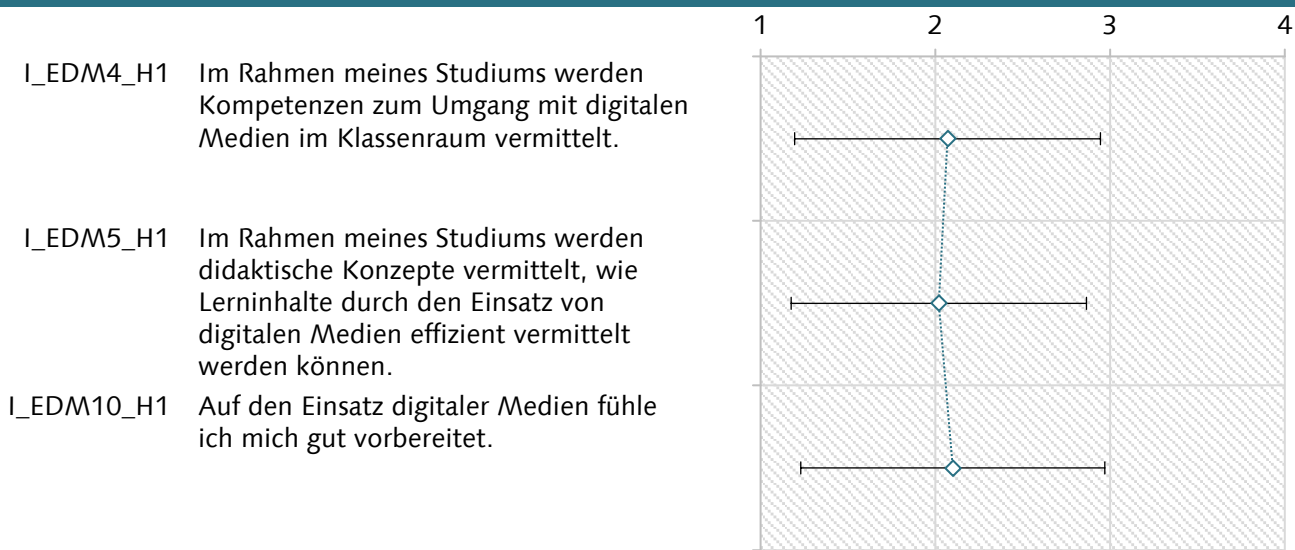 1 2 3 4
I_EDM4_H1 Im Rahmen meines Studiums werden
Kompetenzen zum Umgang mit digitalen
Medien im Klassenraum vermittelt.
I_EDM5_H1 Im Rahmen meines Studiums werden
didaktische Konzepte vermittelt, wie
Lerninhalte durch den Einsatz von
digitalen Medien effizient vermittelt
werden können.
I_EDM10_H1 Auf den Einsatz digitaler Medien fühle
ich mich gut vorbereitet.